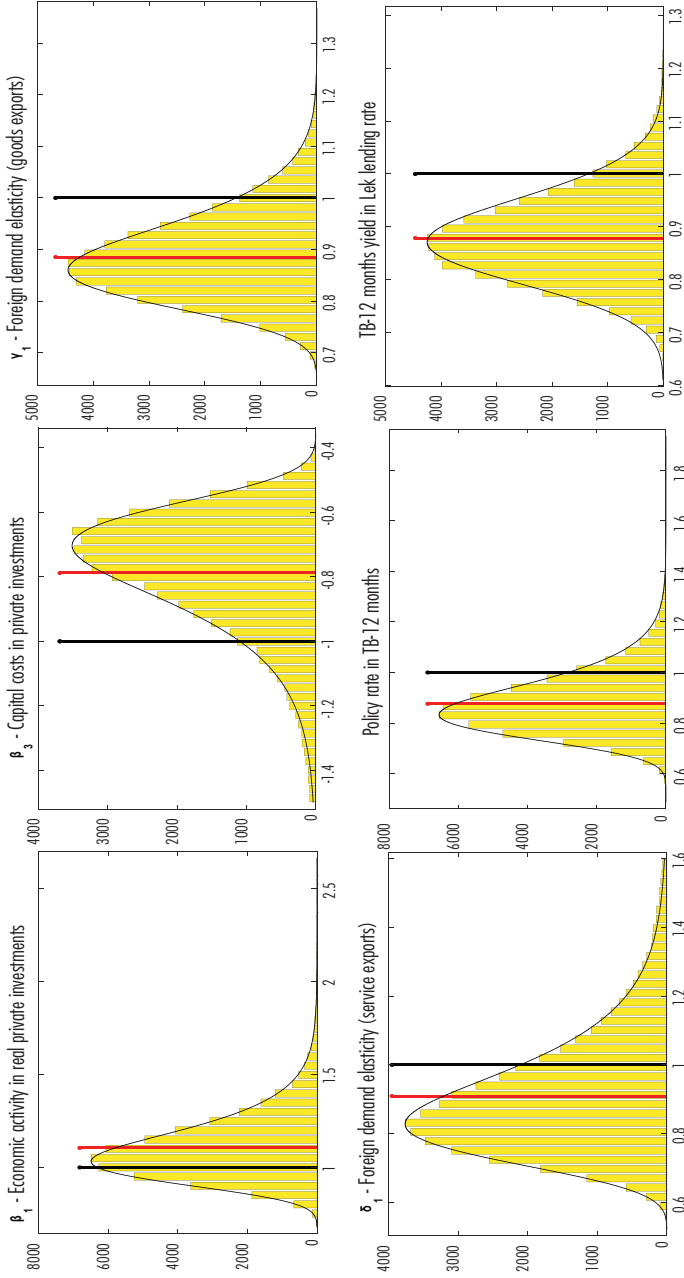 β1 - Economic activity in real private investments
8000
6000
4000
2000
0
1 1.5 2 2.5
β3 - Capital costs in private investments
4000
3000
2000
1000
0
-1.4 -1.2 -1 -0.8 -0.6 -0.4
γ1 - Foreign demand elasticity (goods exports)
5000
4000
3000
2000
1000
0
0.7 0.8 0.9 1 1.1 1.2 1.3
δ1 - Foreign demand elasticity (service exports)
4000
3000
2000
1000
0
0.6 0.8 1 1.2 1.4 1.6
Policy rate in TB-12 months
8000
6000
4000
2000
0
0.6 0.8 1 1.2 1.4 1.6 1.8
TB-12 months yield in Lek lending rate
5000
4000
3000
2000
1000
0
0.6 0.7 0.8 0.9 1 1.1 1.2 1.3